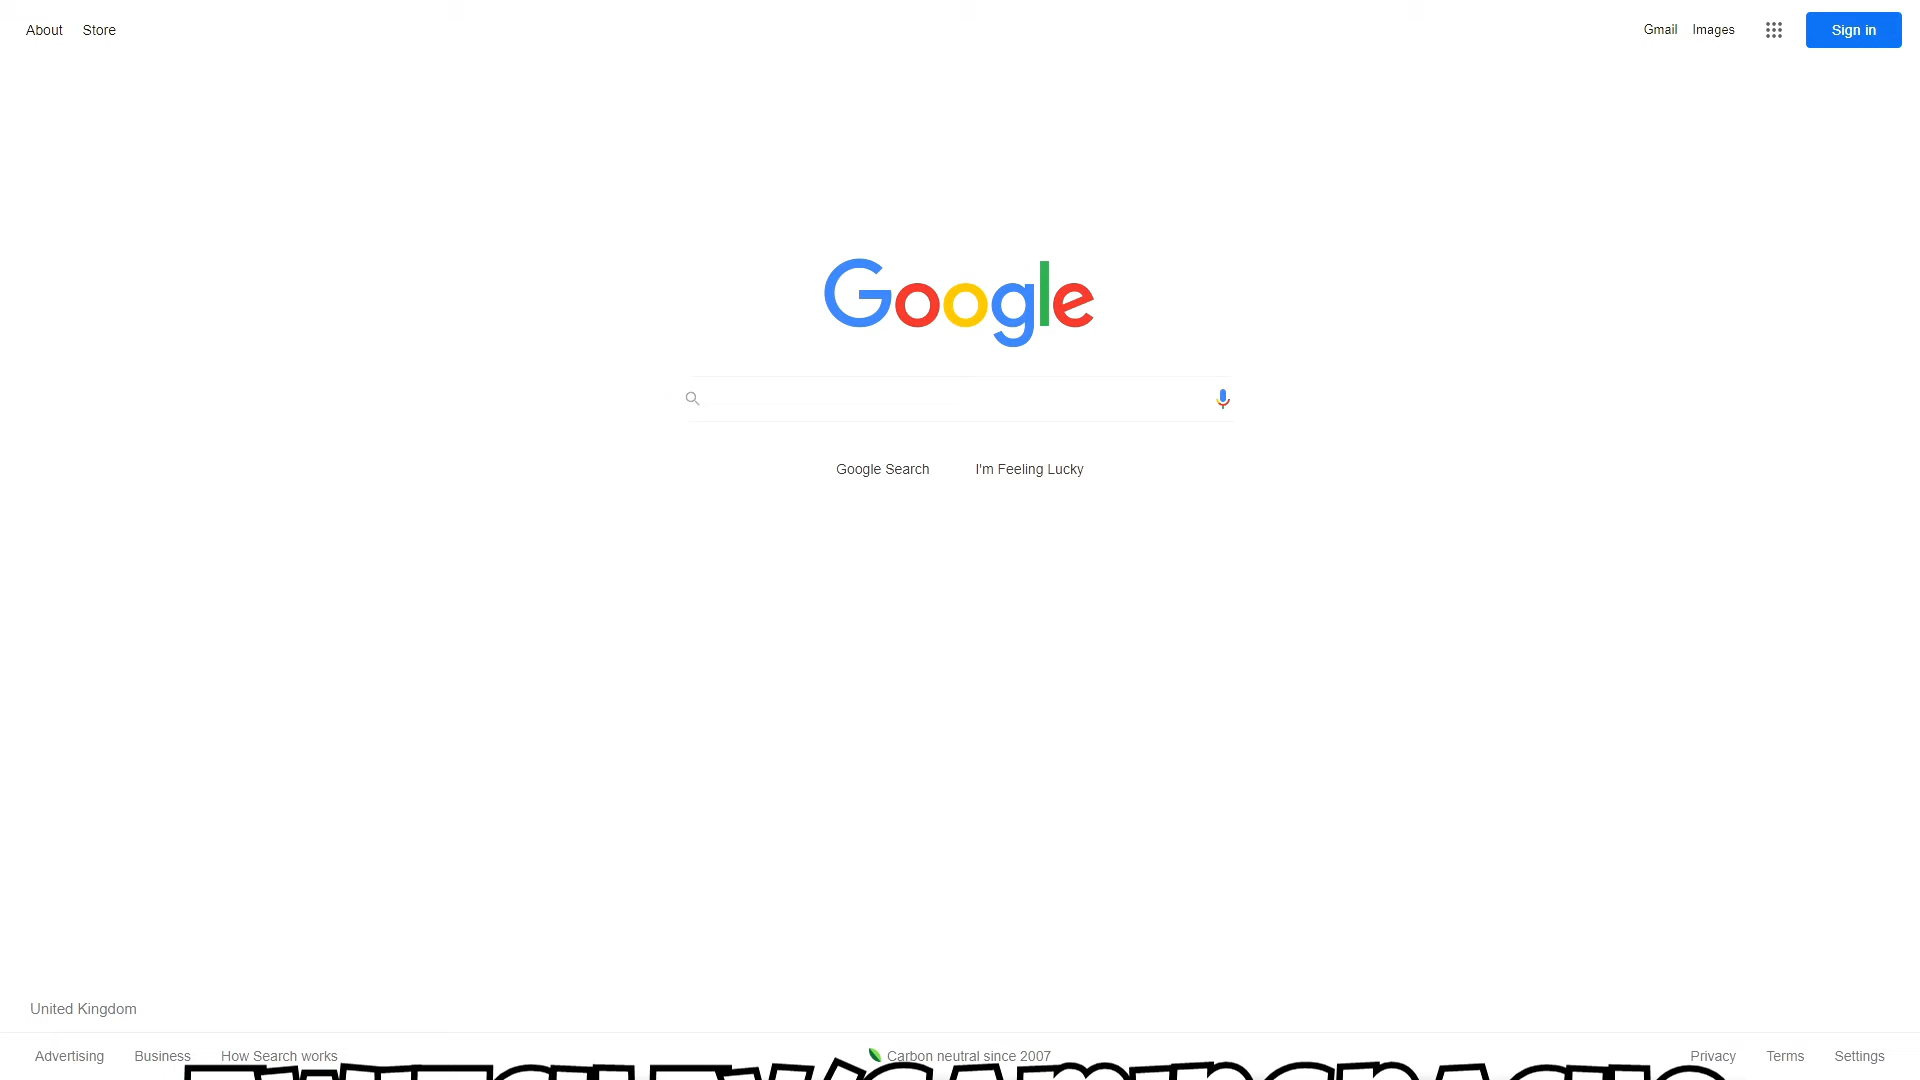 About Store
Gmail Images
Sign in
Google
Google Search I'm Feeling Lucky
United Kingdom
Advertising Business How Search works
Carbon neutral since 2007
Privacy Terms Settings